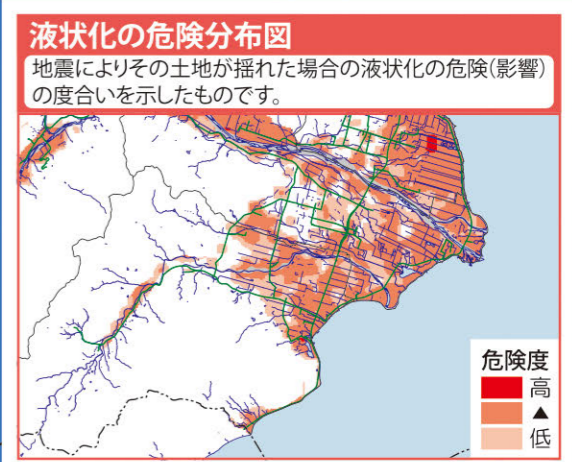 液状化の危険分布図
地震によりその土地が揺れた場合の液状化の危険(影響)
の度合いを示したものです。
危険度
高
▲
低